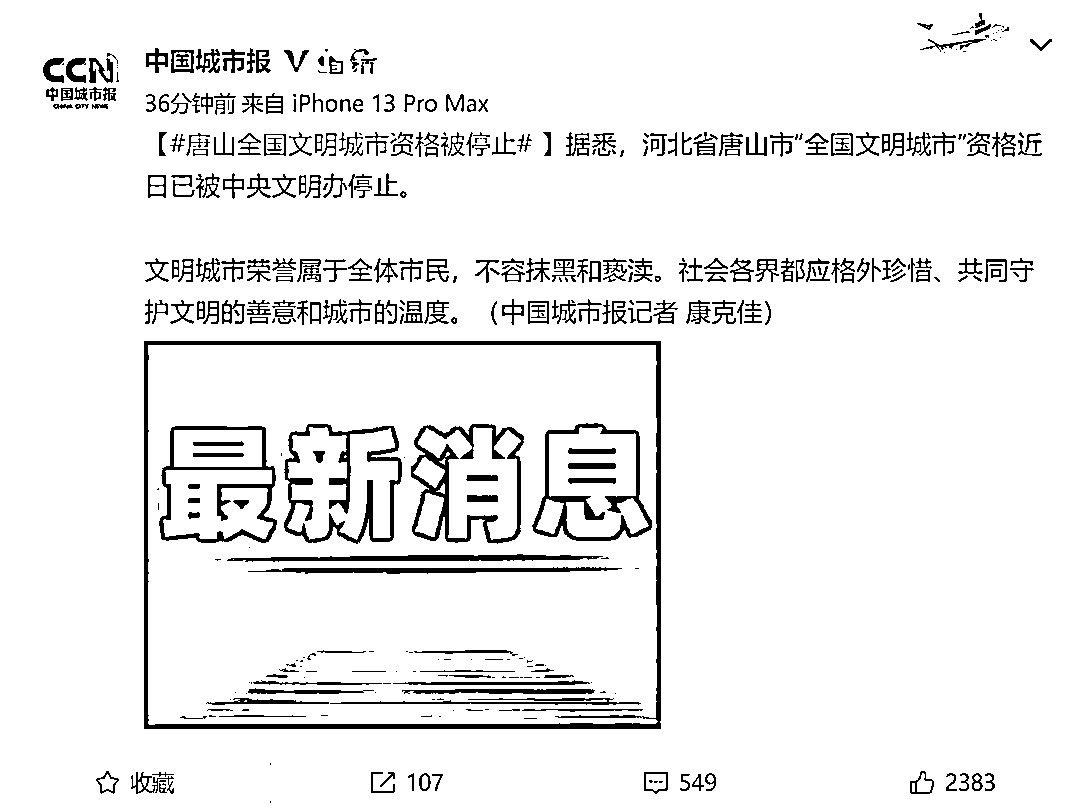 中国城市报
CCN
中国城市报
CHINA CITY NEWS
36分钟前 来自 iPhone 13 Pro Max
【#唐山全国文明城市资格被停止# 】据悉，河北省唐山市“全国文明城市”资格近
日已被中央文明办停止。
文明城市荣誉属于全体市民，不容抹黑和亵渎。社会各界都应格外珍惜、共同守
护文明的善意和城市的温度。（中国城市报记者 康克佳）
最新消息
收藏
107
549
2383